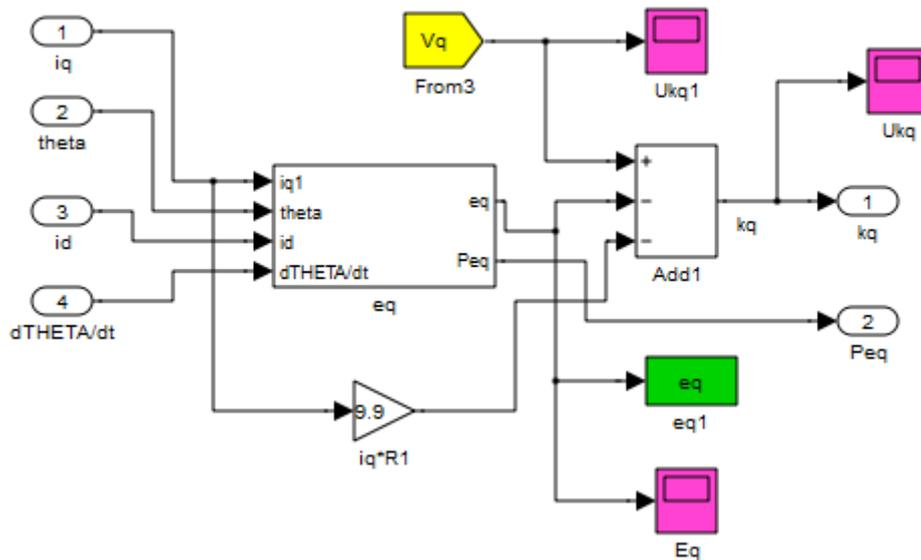 1
iq
2
theta
3
id
4
dTHETA/dt
Vq
From3
Ukq1
Ukq
iq1
theta
id
dTHETA/dt
eq
Peq
eq
+
−
−
Add1
kq
1
kq
2
Peq
9.9
iq*R1
eq
eq1
Eq